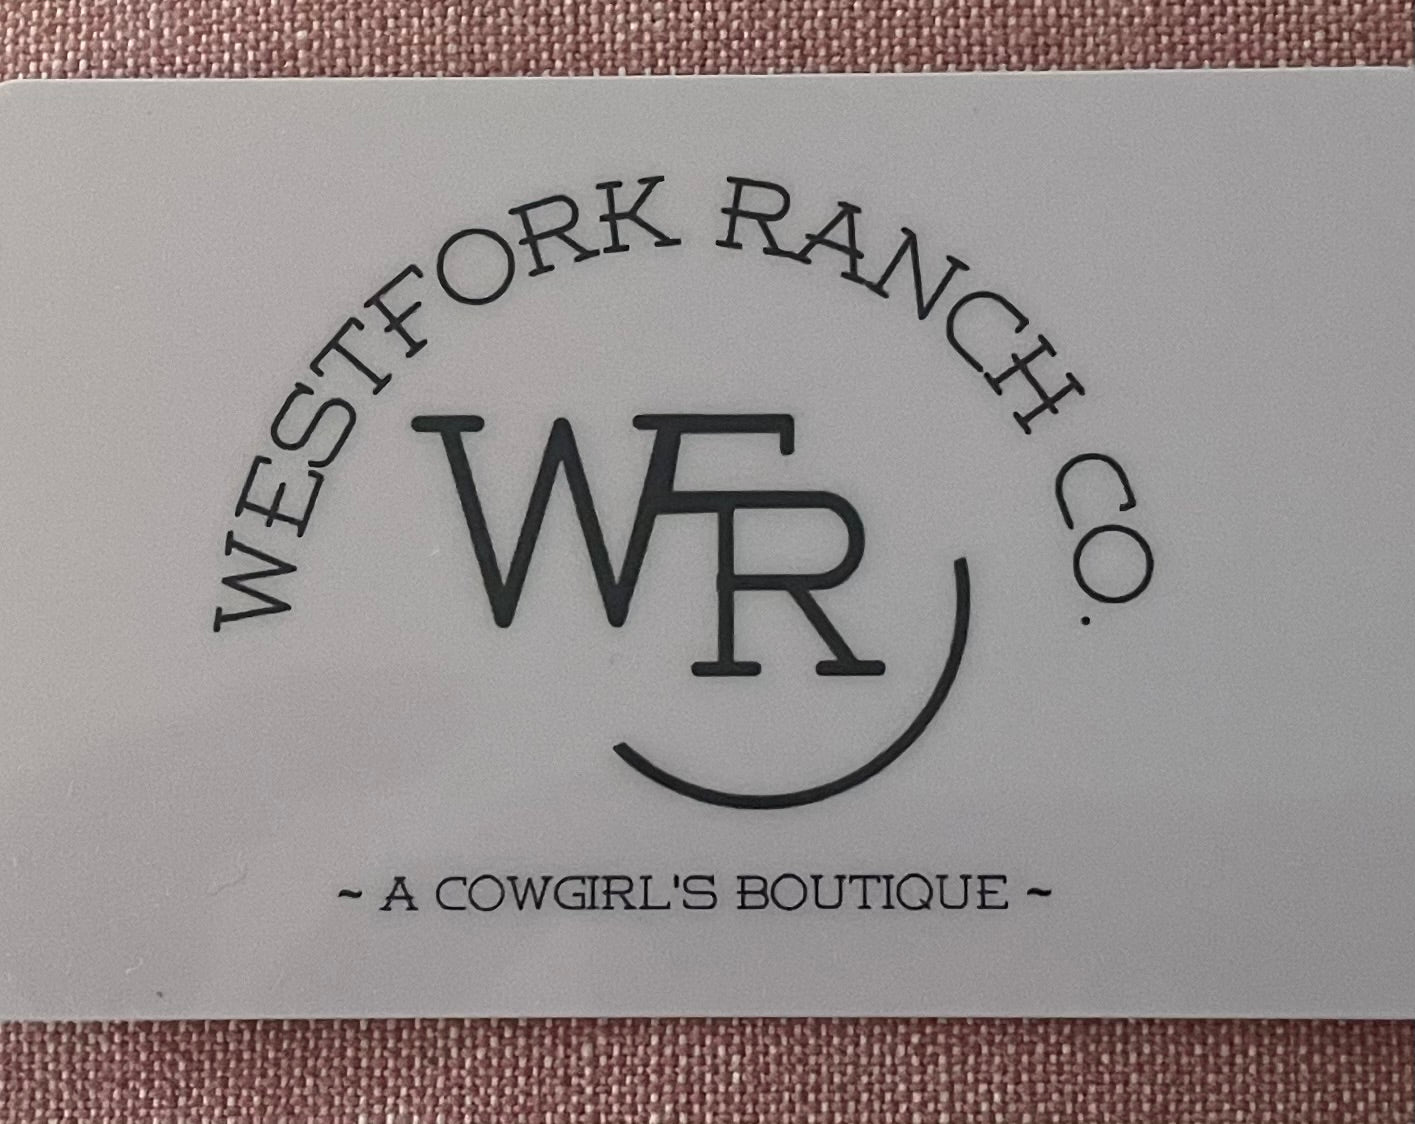 WESTFORK RANCH CO.
WFR
~ A COWGIRL'S BOUTIQUE ~